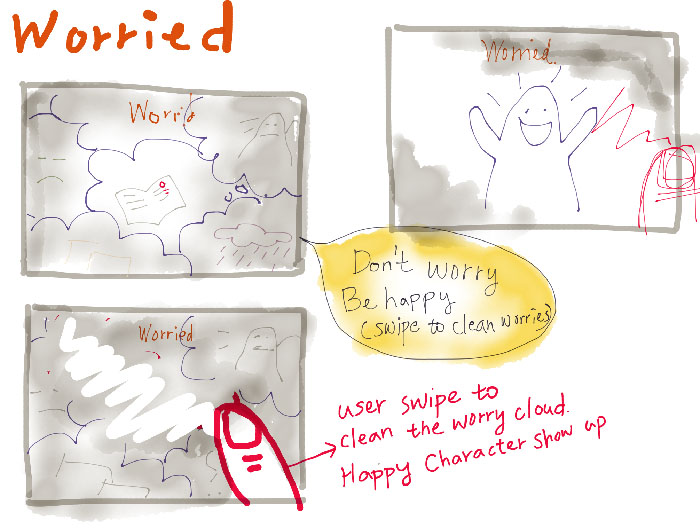 Worried
Worrid
Worried.
Don't worry
Be happy
(swipe to clean worries)
Worried
user swipe to
clean the worry cloud.
Happy Character show up